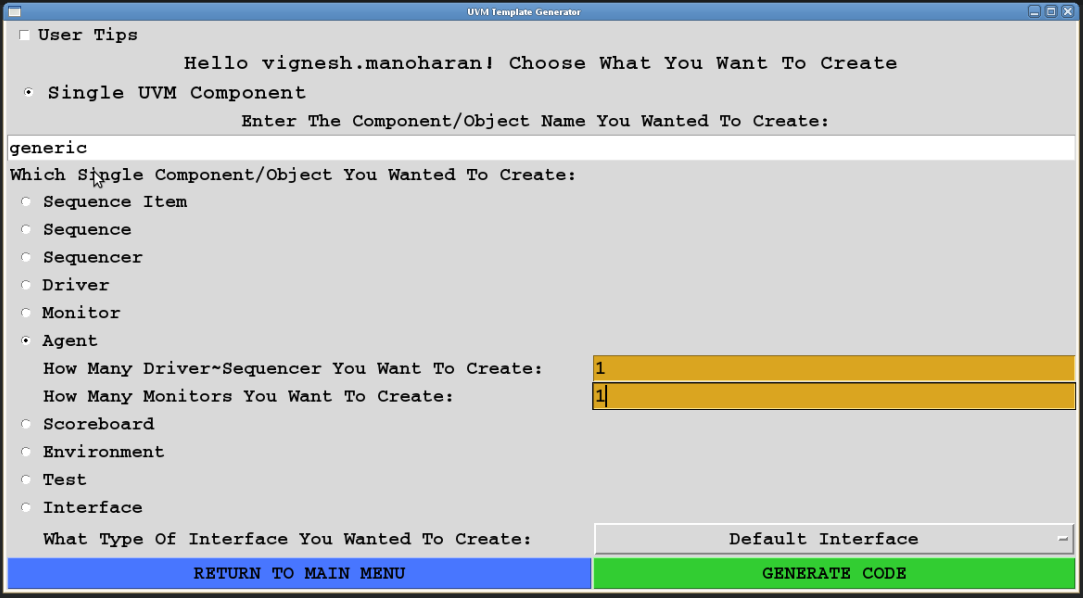 UVM Template Generator
User Tips
Hello vignesh.manoharan! Choose What You Want To Create
Single UVM Component
Enter The Component/Object Name You Wanted To Create:
generic
Which Single Component/Object You Wanted To Create:
Sequence Item
Sequence
Sequencer
Driver
Monitor
Agent
How Many Driver~Sequencer You Want To Create: 1
How Many Monitors You Want To Create: 1
Scoreboard
Environment
Test
Interface
What Type Of Interface You Wanted To Create: Default Interface
RETURN TO MAIN MENU GENERATE CODE